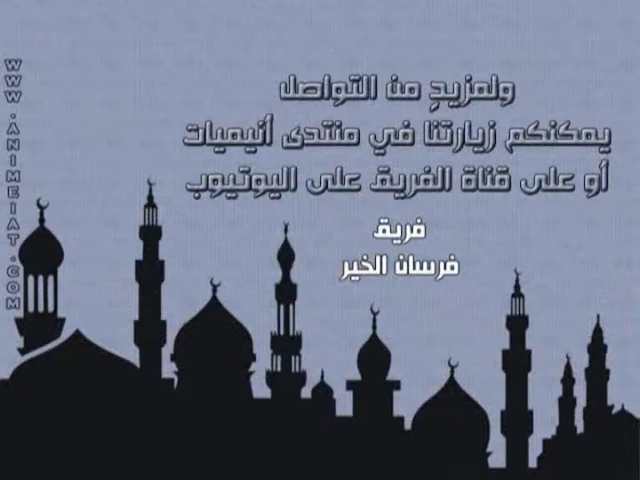 ولمزيدٍ من التواصل
يمكنكم زيارتنا في منتدى أنيميات
أو على قناة الفريق على اليوتيوب
فريق
فرسان الخير
WWW.ANIMEIAT.COM